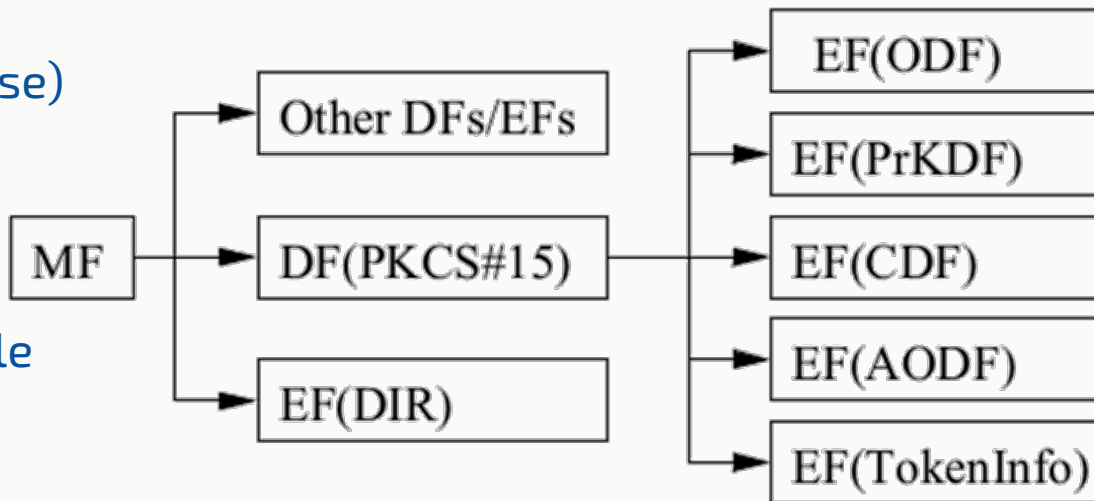 se)
le
MF
Other DFs/EFs
DF(PKCS#15)
EF(DIR)
EF(ODF)
EF(PrKDF)
EF(CDF)
EF(AODF)
EF(TokenInfo)